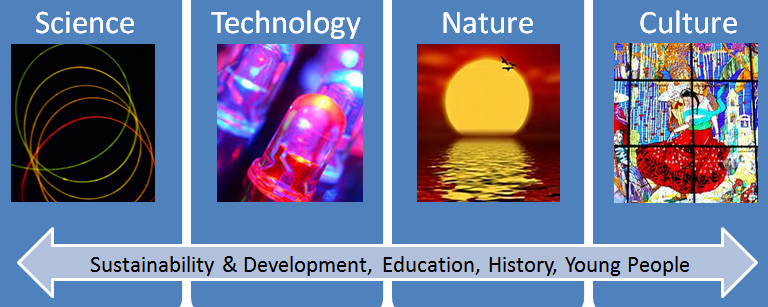 Science
Technology
Nature
Culture
Sustainability & Development, Education, History, Young People